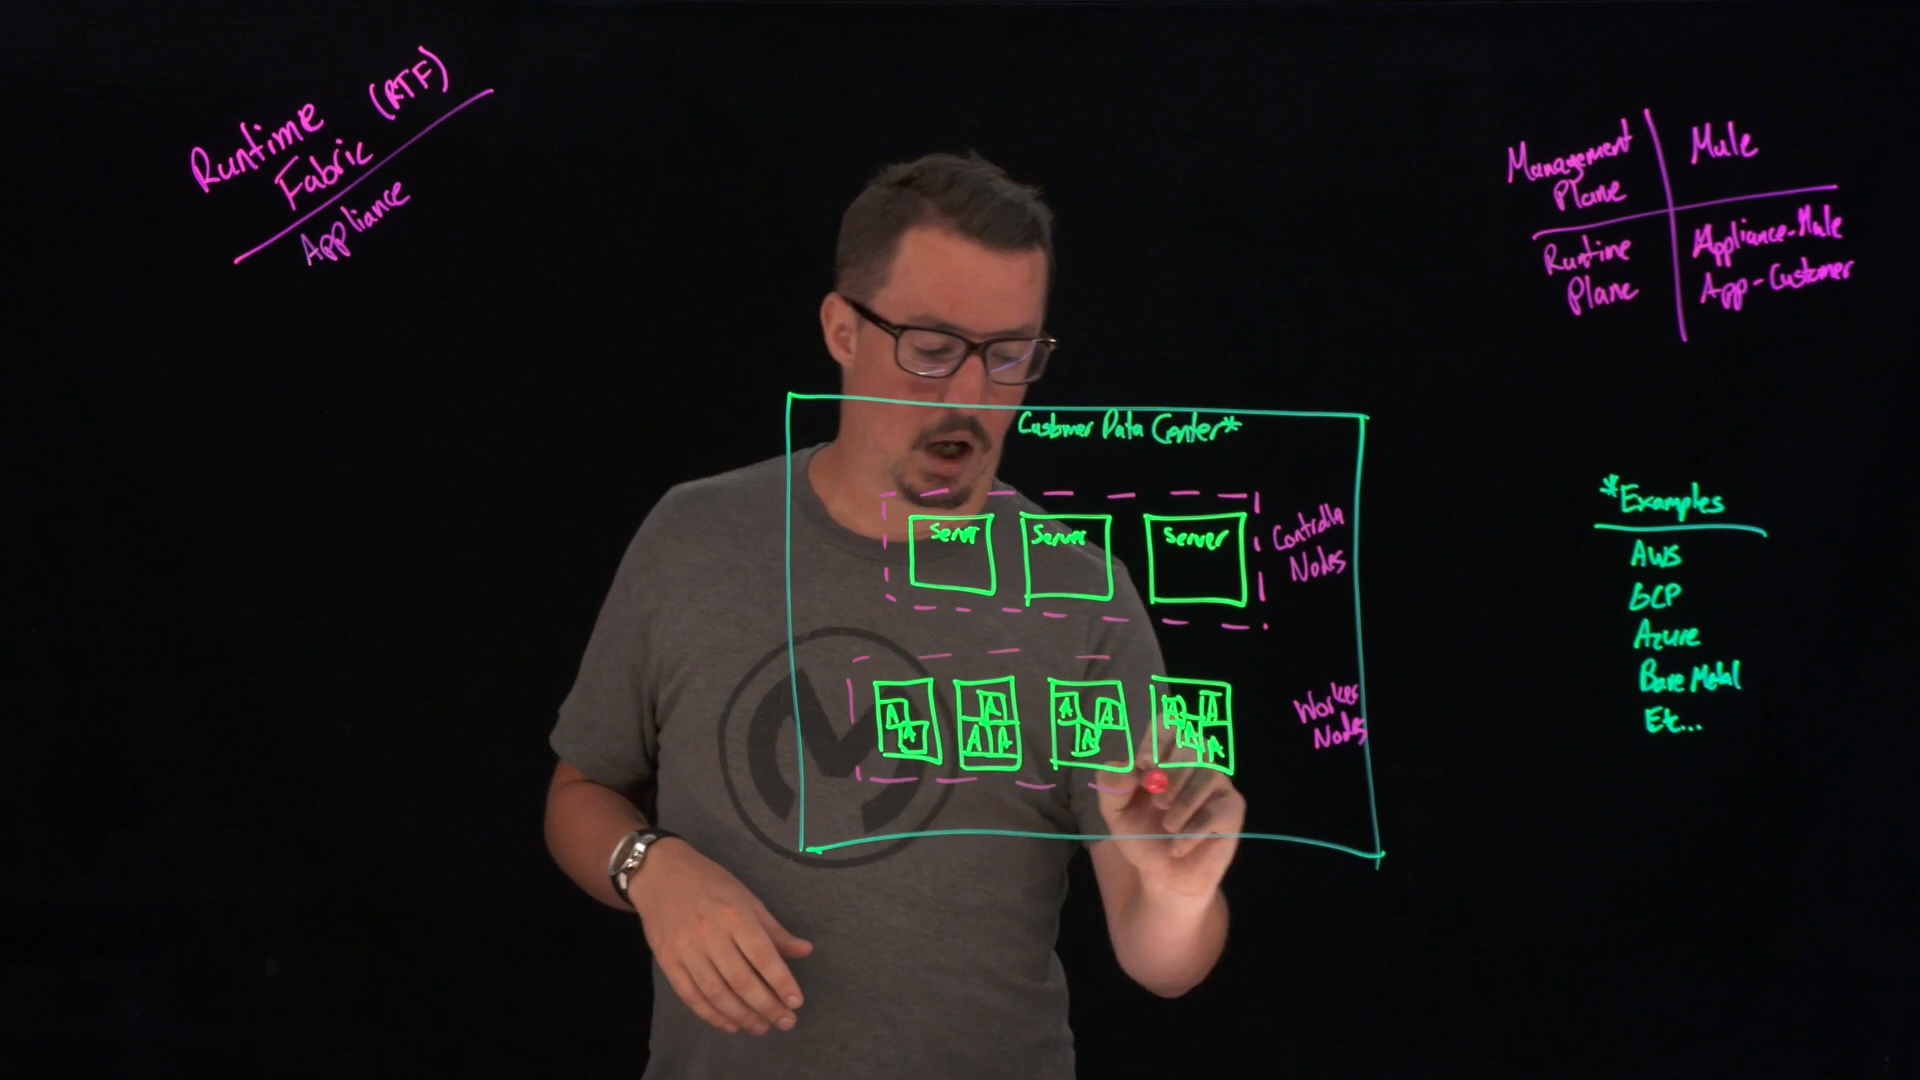 Runtime (RTF)
Fabric
Appliance
Management
Plane
Mule
Runtime
Plane
Appliance-Mule
App-Customer
Customer Data Center*
Server
Server
Server
Controlla
Nodes
A
A
A
A
A
A
A
A
A
A
A
A
Worker
Nodes
*Examples
AWS
GCP
Azure
Bare Metal
Etc...